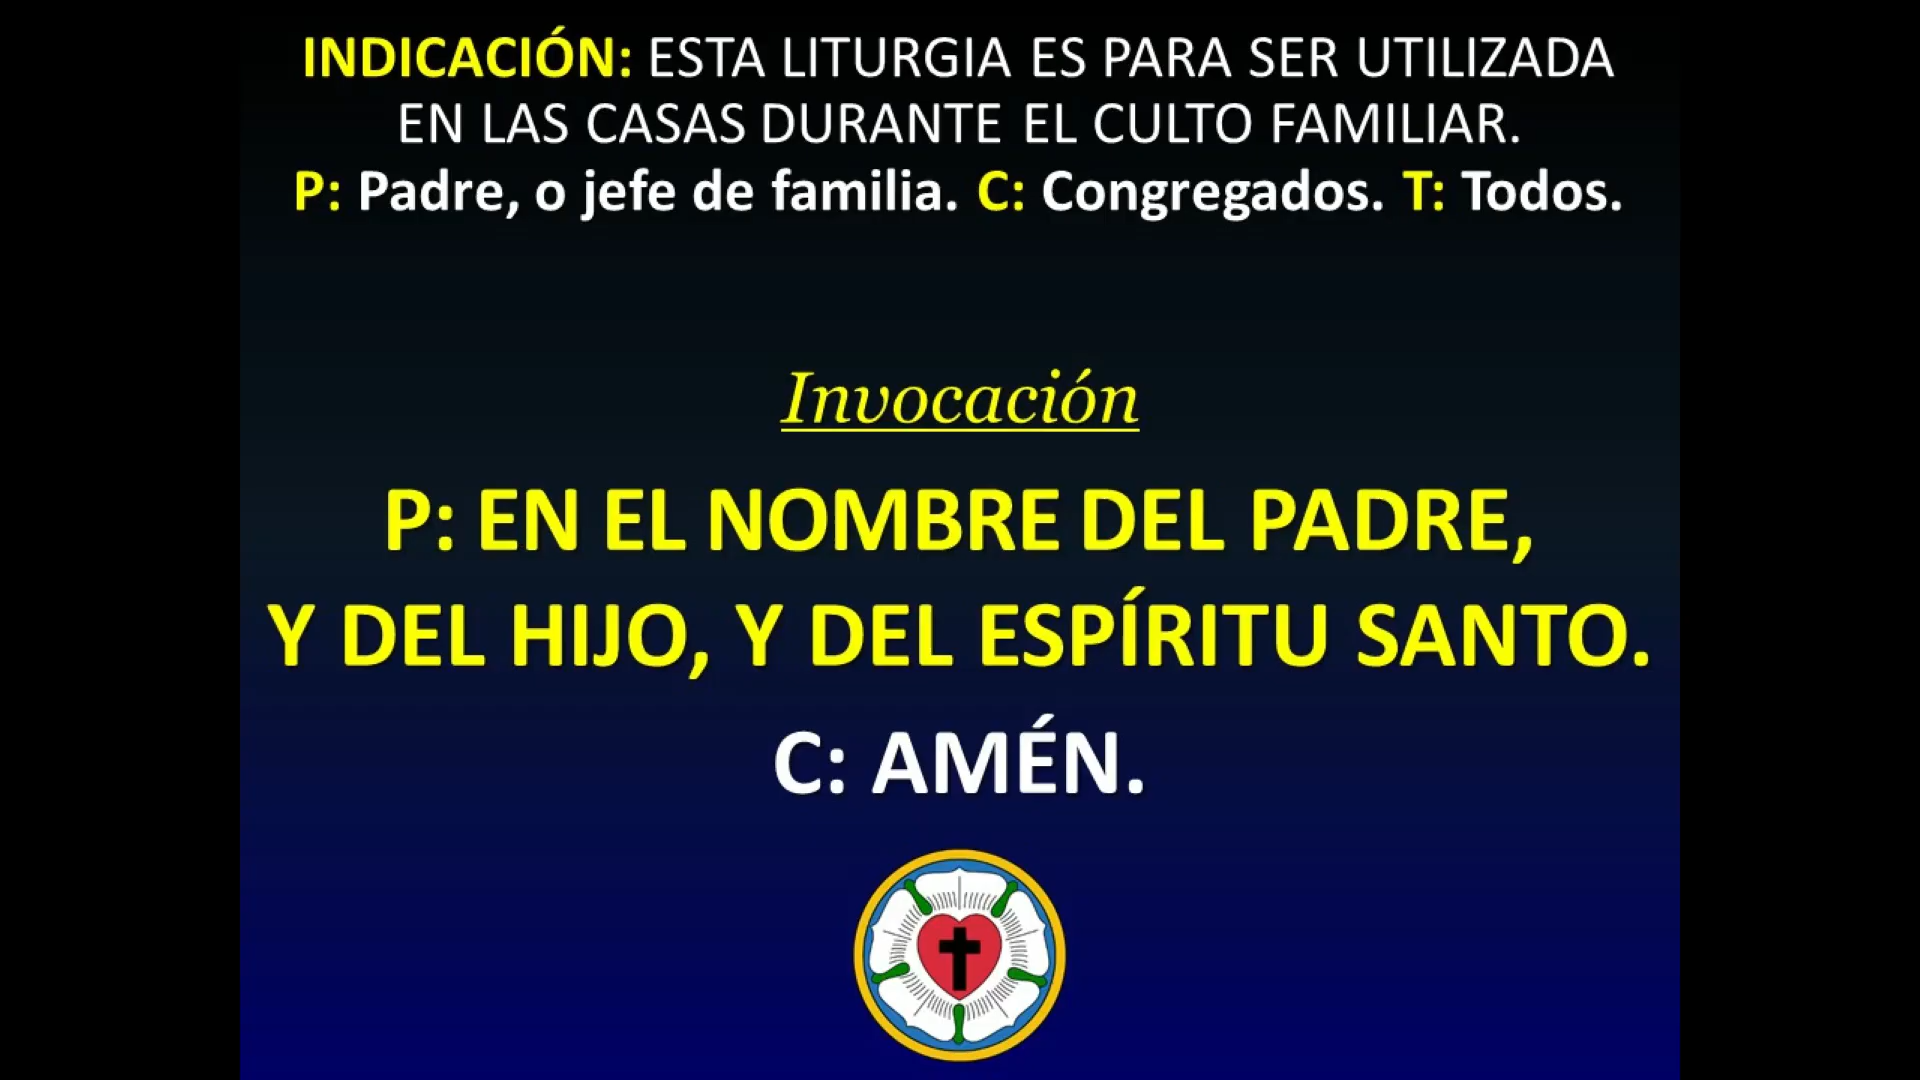 INDICACIÓN: ESTA LITURGIA ES PARA SER UTILIZADA
EN LAS CASAS DURANTE EL CULTO FAMILIAR.
P: Padre, o jefe de familia. C: Congregados. T: Todos.
Invocación
P: EN EL NOMBRE DEL PADRE,
Y DEL HIJO, Y DEL ESPÍRITU SANTO.
C: AMÉN.